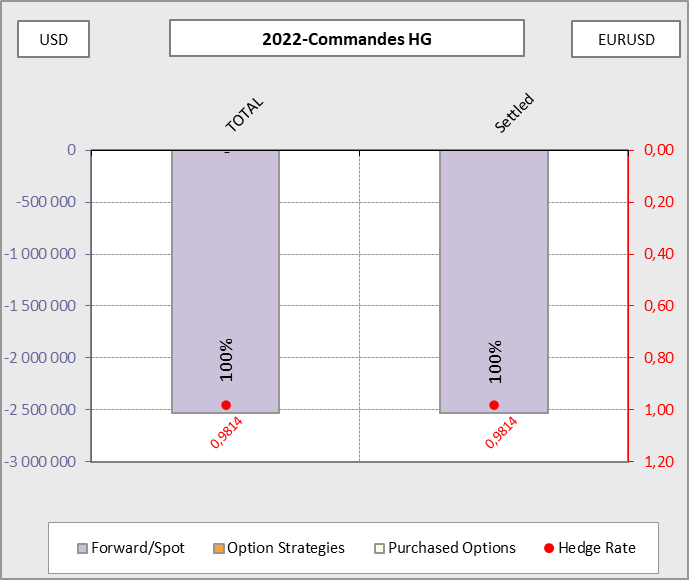 USD
2022-Commandes HG
EURUSD
TOTAL
Settled
0
-500 000
-1 000 000
-1 500 000
-2 000 000
-2 500 000
-3 000 000
0,00
0,20
0,40
0,60
0,80
1,00
1,20
-
100%
100%
0,9814
0,9814
Forward/Spot
Option Strategies
Purchased Options
Hedge Rate